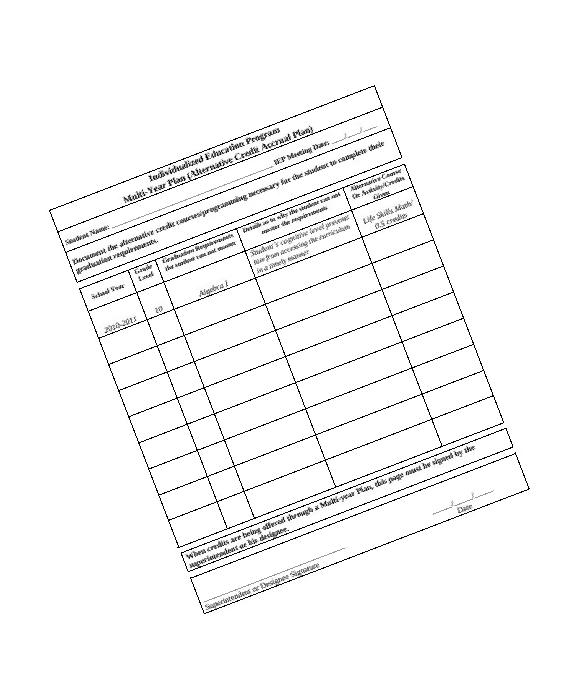 Individualized Education Program
Multi-Year Plan (Alternative Credit Accrual Plan)
Student Name: ______________________________ IEP Meeting Date: ___/___/___
Document the alternative credit courses/programming necessary for the student to complete their
graduation requirements.
School Year
Grade
Level
Graduation Requirements
the student can not master
Details as to why the student can not
master the requirements
Alternative Course
Or Activity/Credits
Given
2010-2011
10
Algebra I
Student's cognitive level prevents
him from accessing the curriculum
in a timely manner
Life Skills Math/
0.5 credits
When credits are being offered through a Multi-year Plan, this page must be signed by the
superintendent or his designee.
____/____/____
Superintendent or Designee Signature
Date